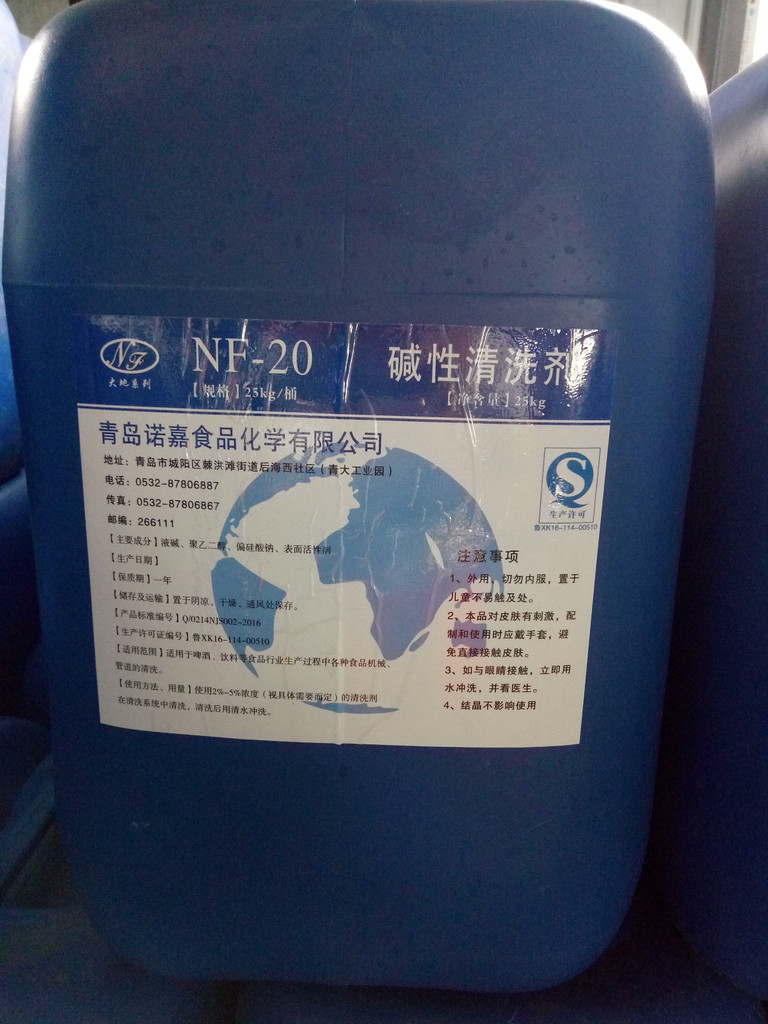 NF
大地系列
NF-20
【规格】25kg/桶
碱性清洗剂
【净含量】25kg
青岛诺嘉食品化学有限公司
地址：青岛市城阳区棘洪滩街道后海西社区（青大工业园）
电话：0532-87806887
传真：0532-87806867
邮编：266111
【主要成分】液碱、聚乙二醇、偏硅酸钠、表面活性剂
【生产日期】
【保质期】一年
【储存及运输】置于阴凉、干燥、通风处保存。
【产品标准编号】Q/0214NJS002-2016
【生产许可证编号】鲁XK16-114-00510
【适用范围】适用于啤酒、饮料等食品行业生产过程中各种食品机械、
管道的清洗。
【使用方法、用量】使用2%-5%浓度（视具体需要而定）的清洗剂
在清洗系统中清洗，清洗后用清水冲洗。
生产许可
鲁XK16-114-00510
注意事项
1、外用，切勿内服，置于
儿童不易触及处。
2、本品对皮肤有刺激，配
制和使用时应戴手套，避
免直接接触皮肤。
3、如与眼睛接触，立即用
水冲洗，并看医生。
4、结晶不影响使用